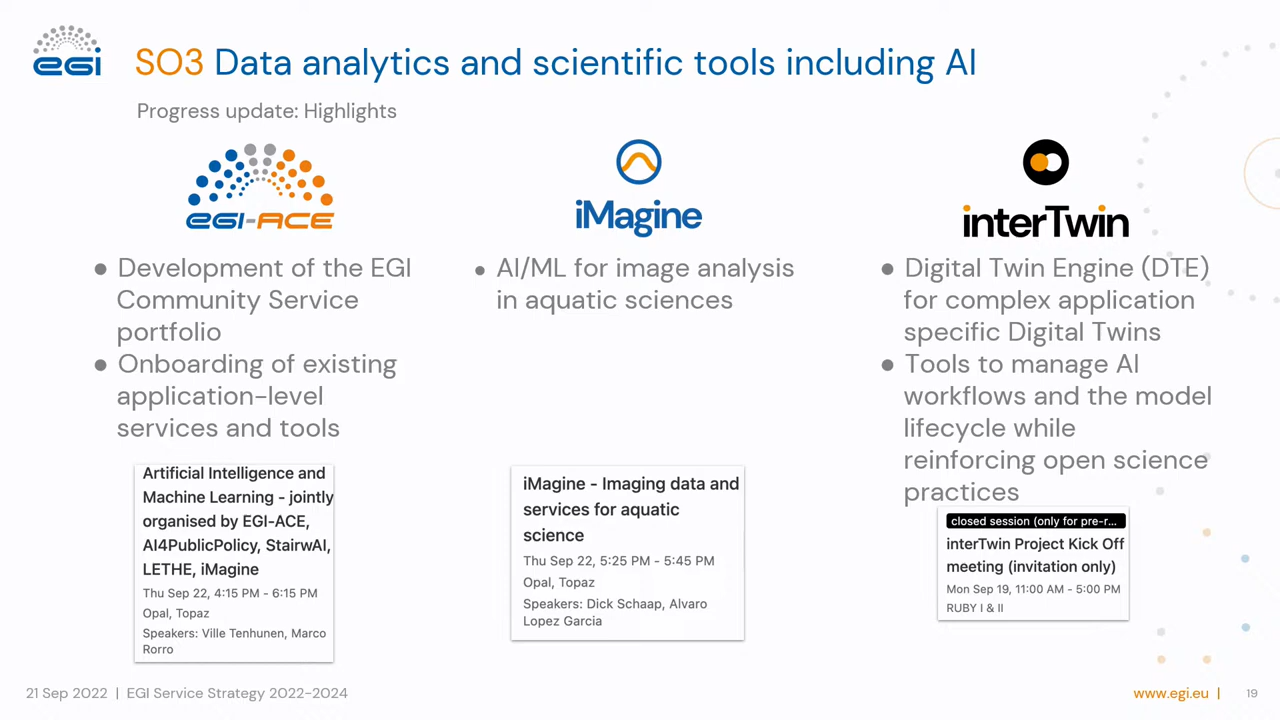 egi
SO3 Data analytics and scientific tools including AI
Progress update: Highlights
EGI-ACE
● Development of the EGI
Community Service
portfolio
● Onboarding of existing
application-level
services and tools
Artificial Intelligence and
Machine Learning - jointly
organised by EGI-ACE,
AI4PublicPolicy, StairwAI,
LETHE, iMagine
Thu Sep 22, 4:15 PM - 6:15 PM
Opal, Topaz
Speakers: Ville Tenhunen, Marco
Rorro
iMagine
● AI/ML for image analysis
in aquatic sciences
iMagine - Imaging data and
services for aquatic
science
Thu Sep 22, 5:25 PM - 5:45 PM
Opal, Topaz
Speakers: Dick Schaap, Alvaro
Lopez Garcia
interTwin
● Digital Twin Engine (DTE)
for complex application
specific Digital Twins
● Tools to manage AI
workflows and the model
lifecycle while
reinforcing open science
practices
closed session (only for pre-r...
interTwin Project Kick Off
meeting (invitation only)
Mon Sep 19, 11:00 AM - 5:00 PM
RUBY I & II
21 Sep 2022 | EGI Service Strategy 2022-2024
www.egi.eu | 19